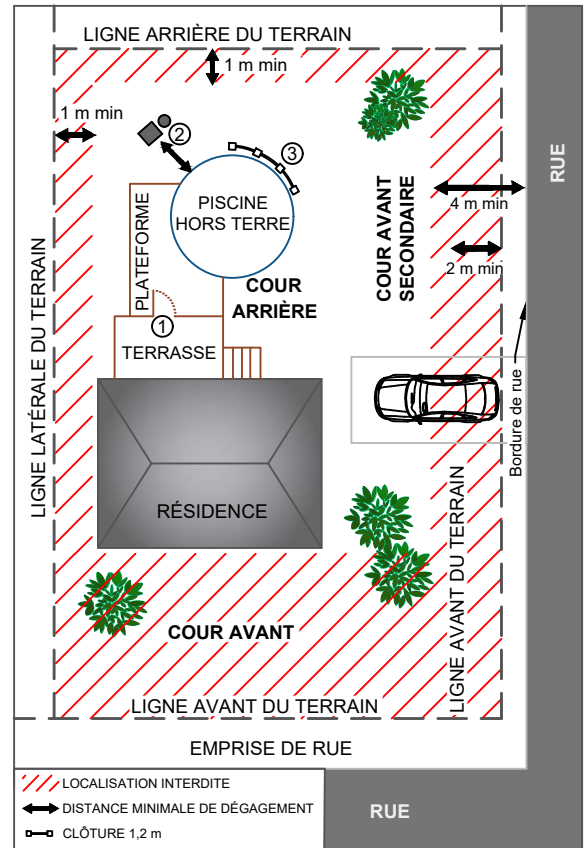 LIGNE ARRIÈRE DU TERRAIN
1 m min
1 m min
②
③
PISCINE
HORS TERRE
PLATEFORME
COUR AVANT
SECONDAIRE
RUE
4 m min
2 m min
COUR
ARRIÈRE
①
TERRASSE
LIGNE LATÉRALE DU TERRAIN
Bordure de rue
RÉSIDENCE
LIGNE AVANT DU TERRAIN
COUR AVANT
LIGNE AVANT DU TERRAIN
EMPRISE DE RUE
LOCALISATION INTERDITE
DISTANCE MINIMALE DE DÉGAGEMENT
CLÔTURE 1,2 m
RUE